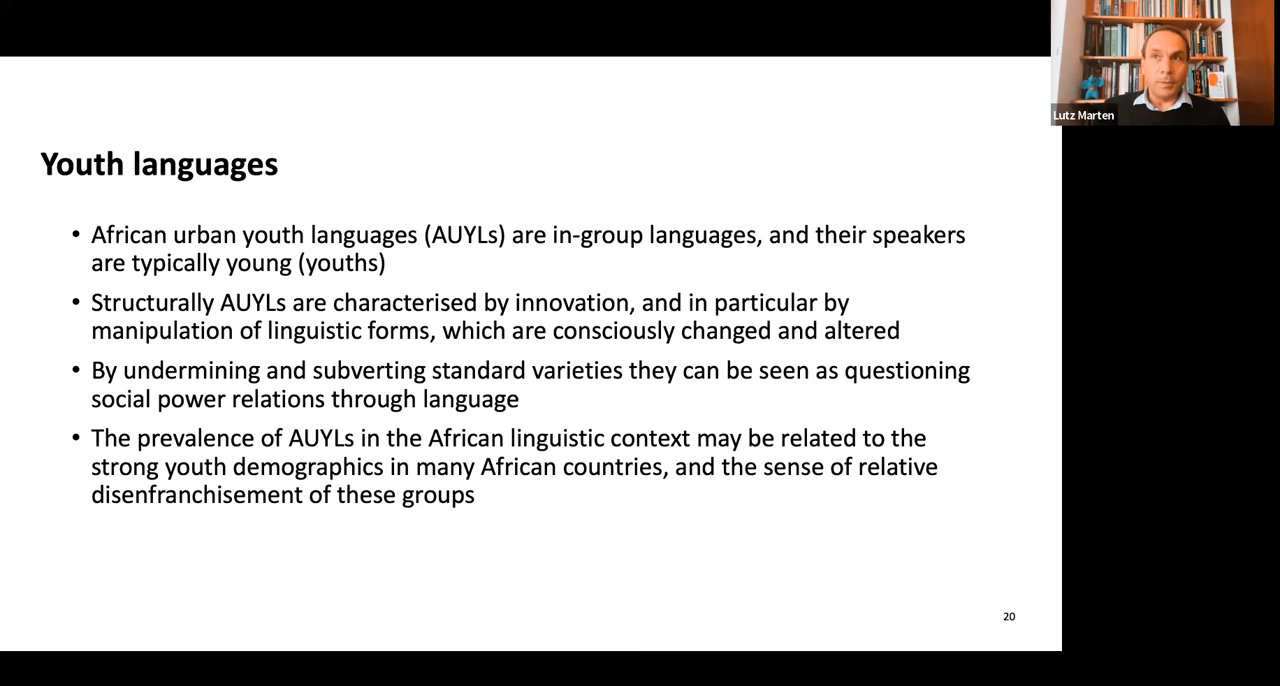 Lutz Marten
Youth languages
• African urban youth languages (AUYLs) are in-group languages, and their speakers
are typically young (youths)
• Structurally AUYLs are characterised by innovation, and in particular by
manipulation of linguistic forms, which are consciously changed and altered
• By undermining and subverting standard varieties they can be seen as questioning
social power relations through language
• The prevalence of AUYLs in the African linguistic context may be related to the
strong youth demographics in many African countries, and the sense of relative
disenfranchisement of these groups
20